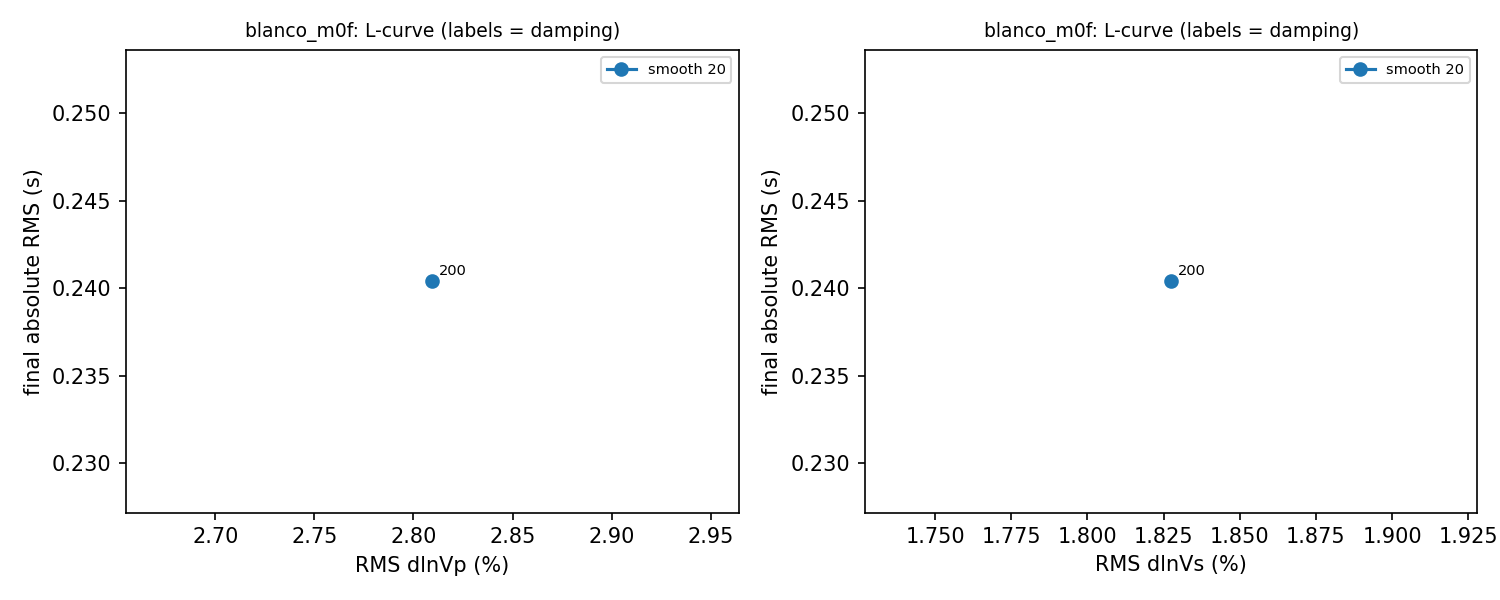 blanco_m0f: L-curve (labels = damping)
smooth 20
200
0.250
0.245
0.240
0.235
0.230
final absolute RMS (s)
2.70 2.75 2.80 2.85 2.90 2.95
RMS dlnVp (%)
blanco_m0f: L-curve (labels = damping)
smooth 20
200
0.250
0.245
0.240
0.235
0.230
final absolute RMS (s)
1.750 1.775 1.800 1.825 1.850 1.875 1.900 1.925
RMS dlnVs (%)